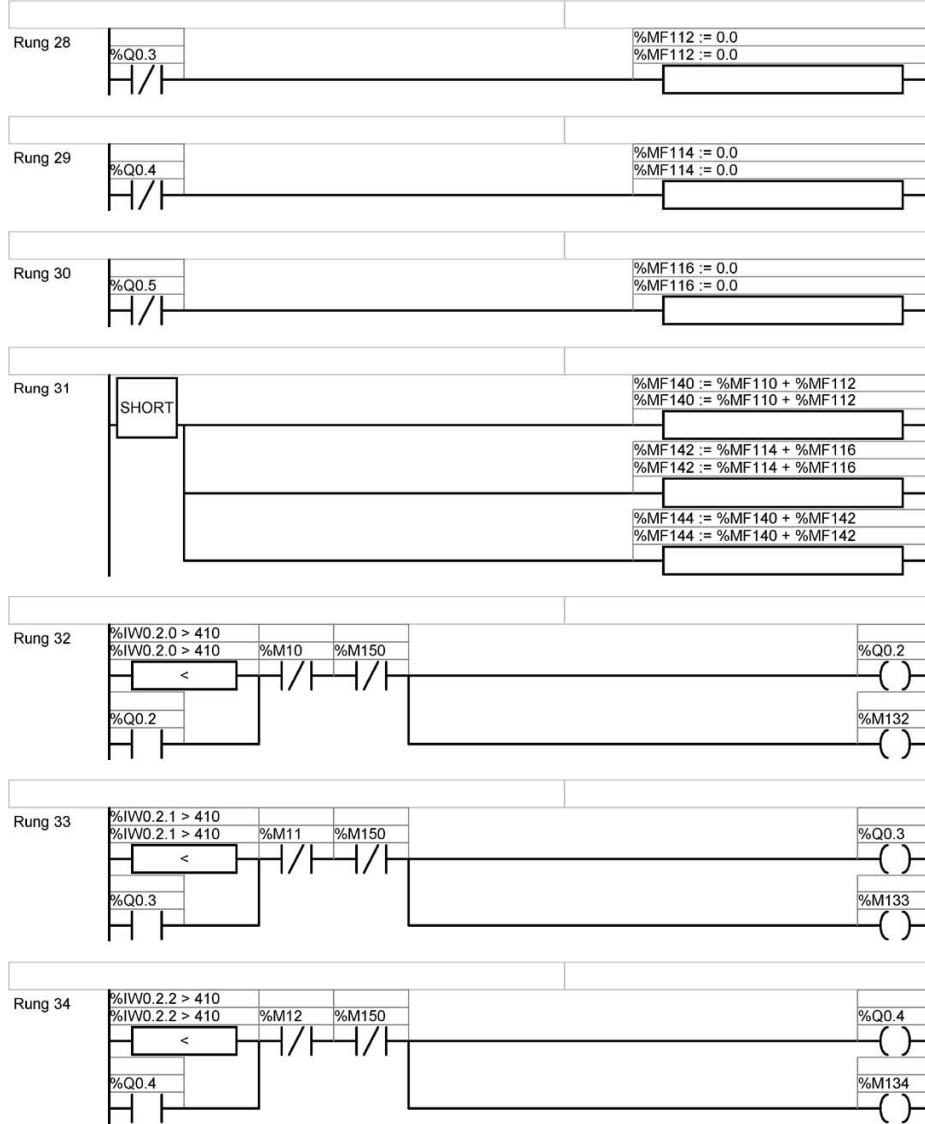 Rung 28
%MF112 := 0.0
%Q0.3 %MF112 := 0.0
Rung 29
%MF114 := 0.0
%Q0.4 %MF114 := 0.0
Rung 30
%MF116 := 0.0
%Q0.5 %MF116 := 0.0
Rung 31
%MF140 := %MF110 + %MF112
SHORT %MF140 := %MF110 + %MF112
%MF142 := %MF114 + %MF116
%MF142 := %MF114 + %MF116
%MF144 := %MF140 + %MF142
%MF144 := %MF140 + %MF142
Rung 32
%IW0.2.0 > 410
%IW0.2.0 > 410 %M10 %M150 %Q0.2
<
%Q0.2 %M132
Rung 33
%IW0.2.1 > 410
%IW0.2.1 > 410 %M11 %M150 %Q0.3
<
%Q0.3 %M133
Rung 34
%IW0.2.2 > 410
%IW0.2.2 > 410 %M12 %M150 %Q0.4
<
%Q0.4 %M134